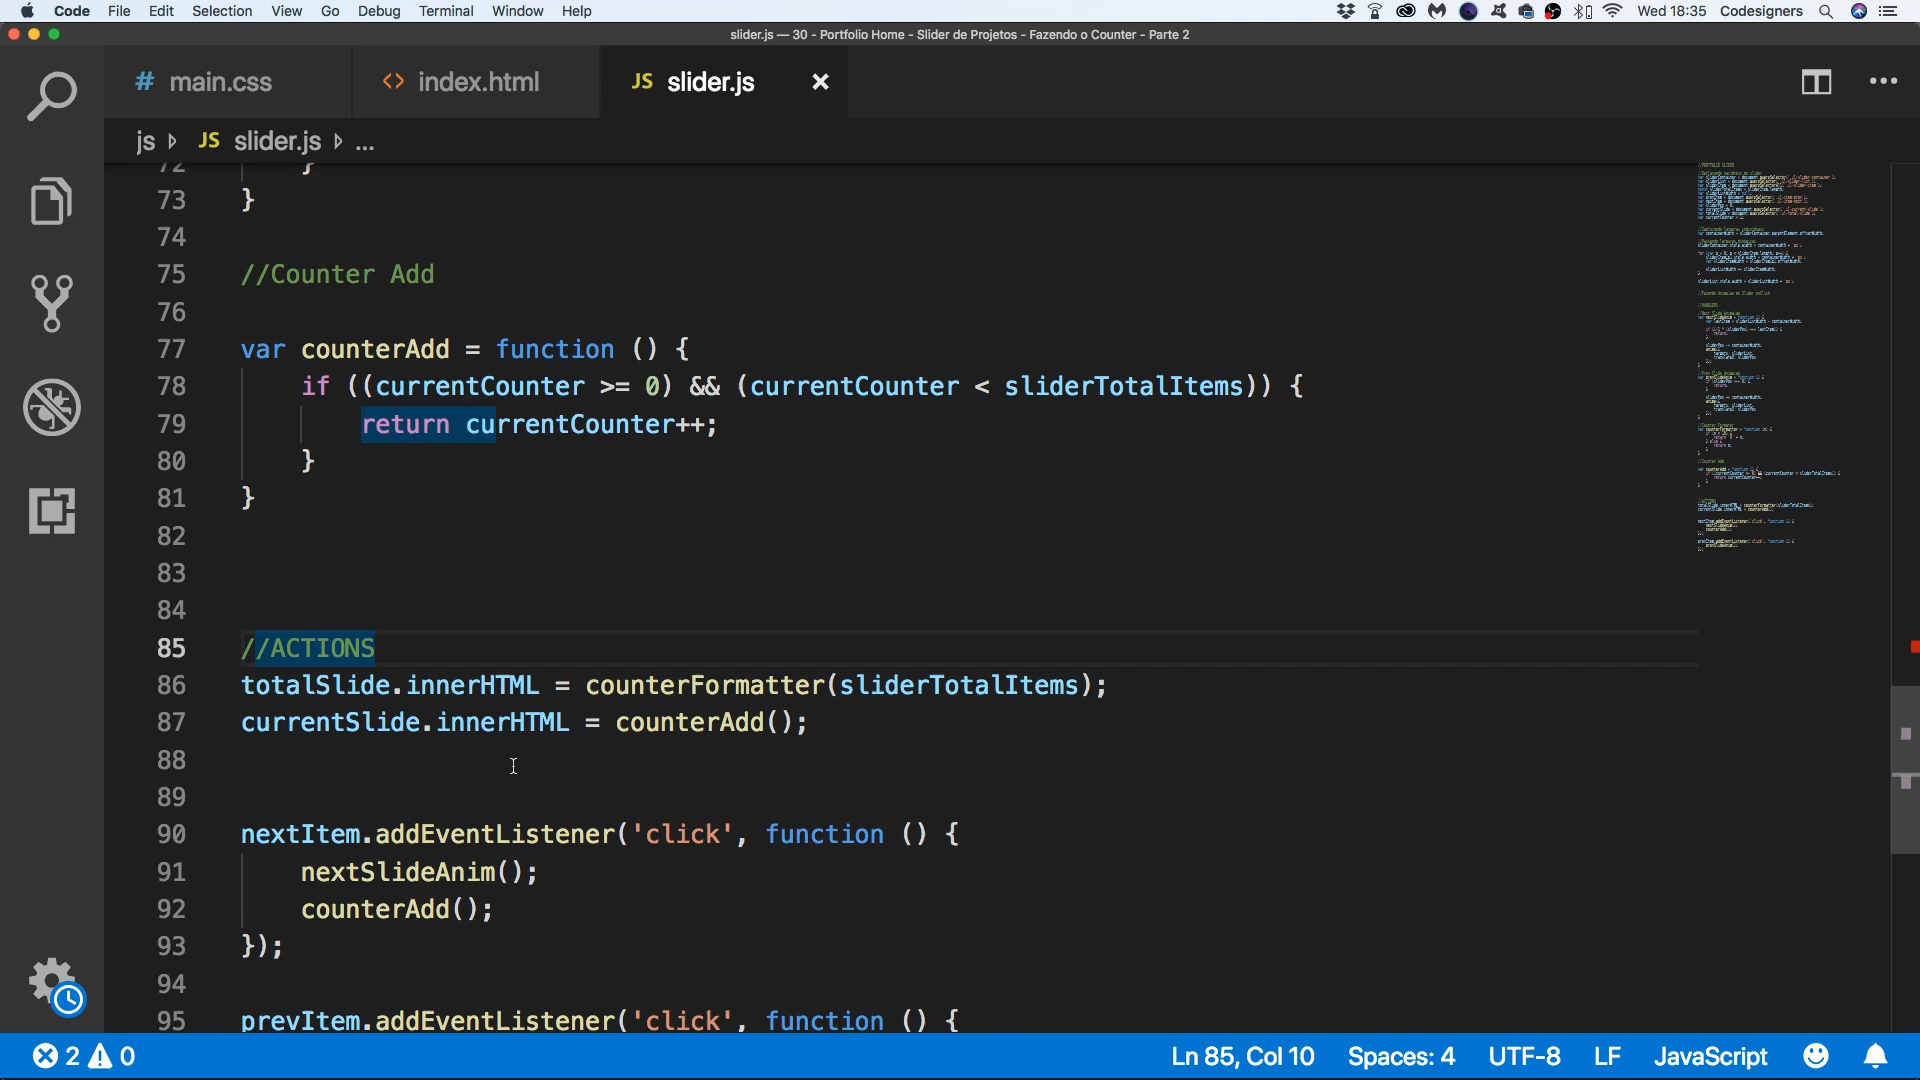 Code File Edit Selection View Go Debug Terminal Window Help Wed 18:35 Codesigners
slider.js — 30 - Portfolio Home - Slider de Projetos - Fazendo o Counter - Parte 2
# main.css <> index.html JS slider.js ×
js JS slider.js ...
72 }
73 }
74
75 //Counter Add
76
77 var counterAdd = function () {
78 if ((currentCounter >= 0) && (currentCounter < sliderTotalItems)) {
79 return currentCounter++;
80 }
81 }
82
83
84
85 //ACTIONS
86 totalSlide.innerHTML = counterFormatter(sliderTotalItems);
87 currentSlide.innerHTML = counterAdd();
88
89
90 nextItem.addEventListener('click', function () {
91 nextSlideAnim();
92 counterAdd();
93 });
94
95 prevItem.addEventListener('click', function () {
2 0 Ln 85, Col 10 Spaces: 4 UTF-8 LF JavaScript